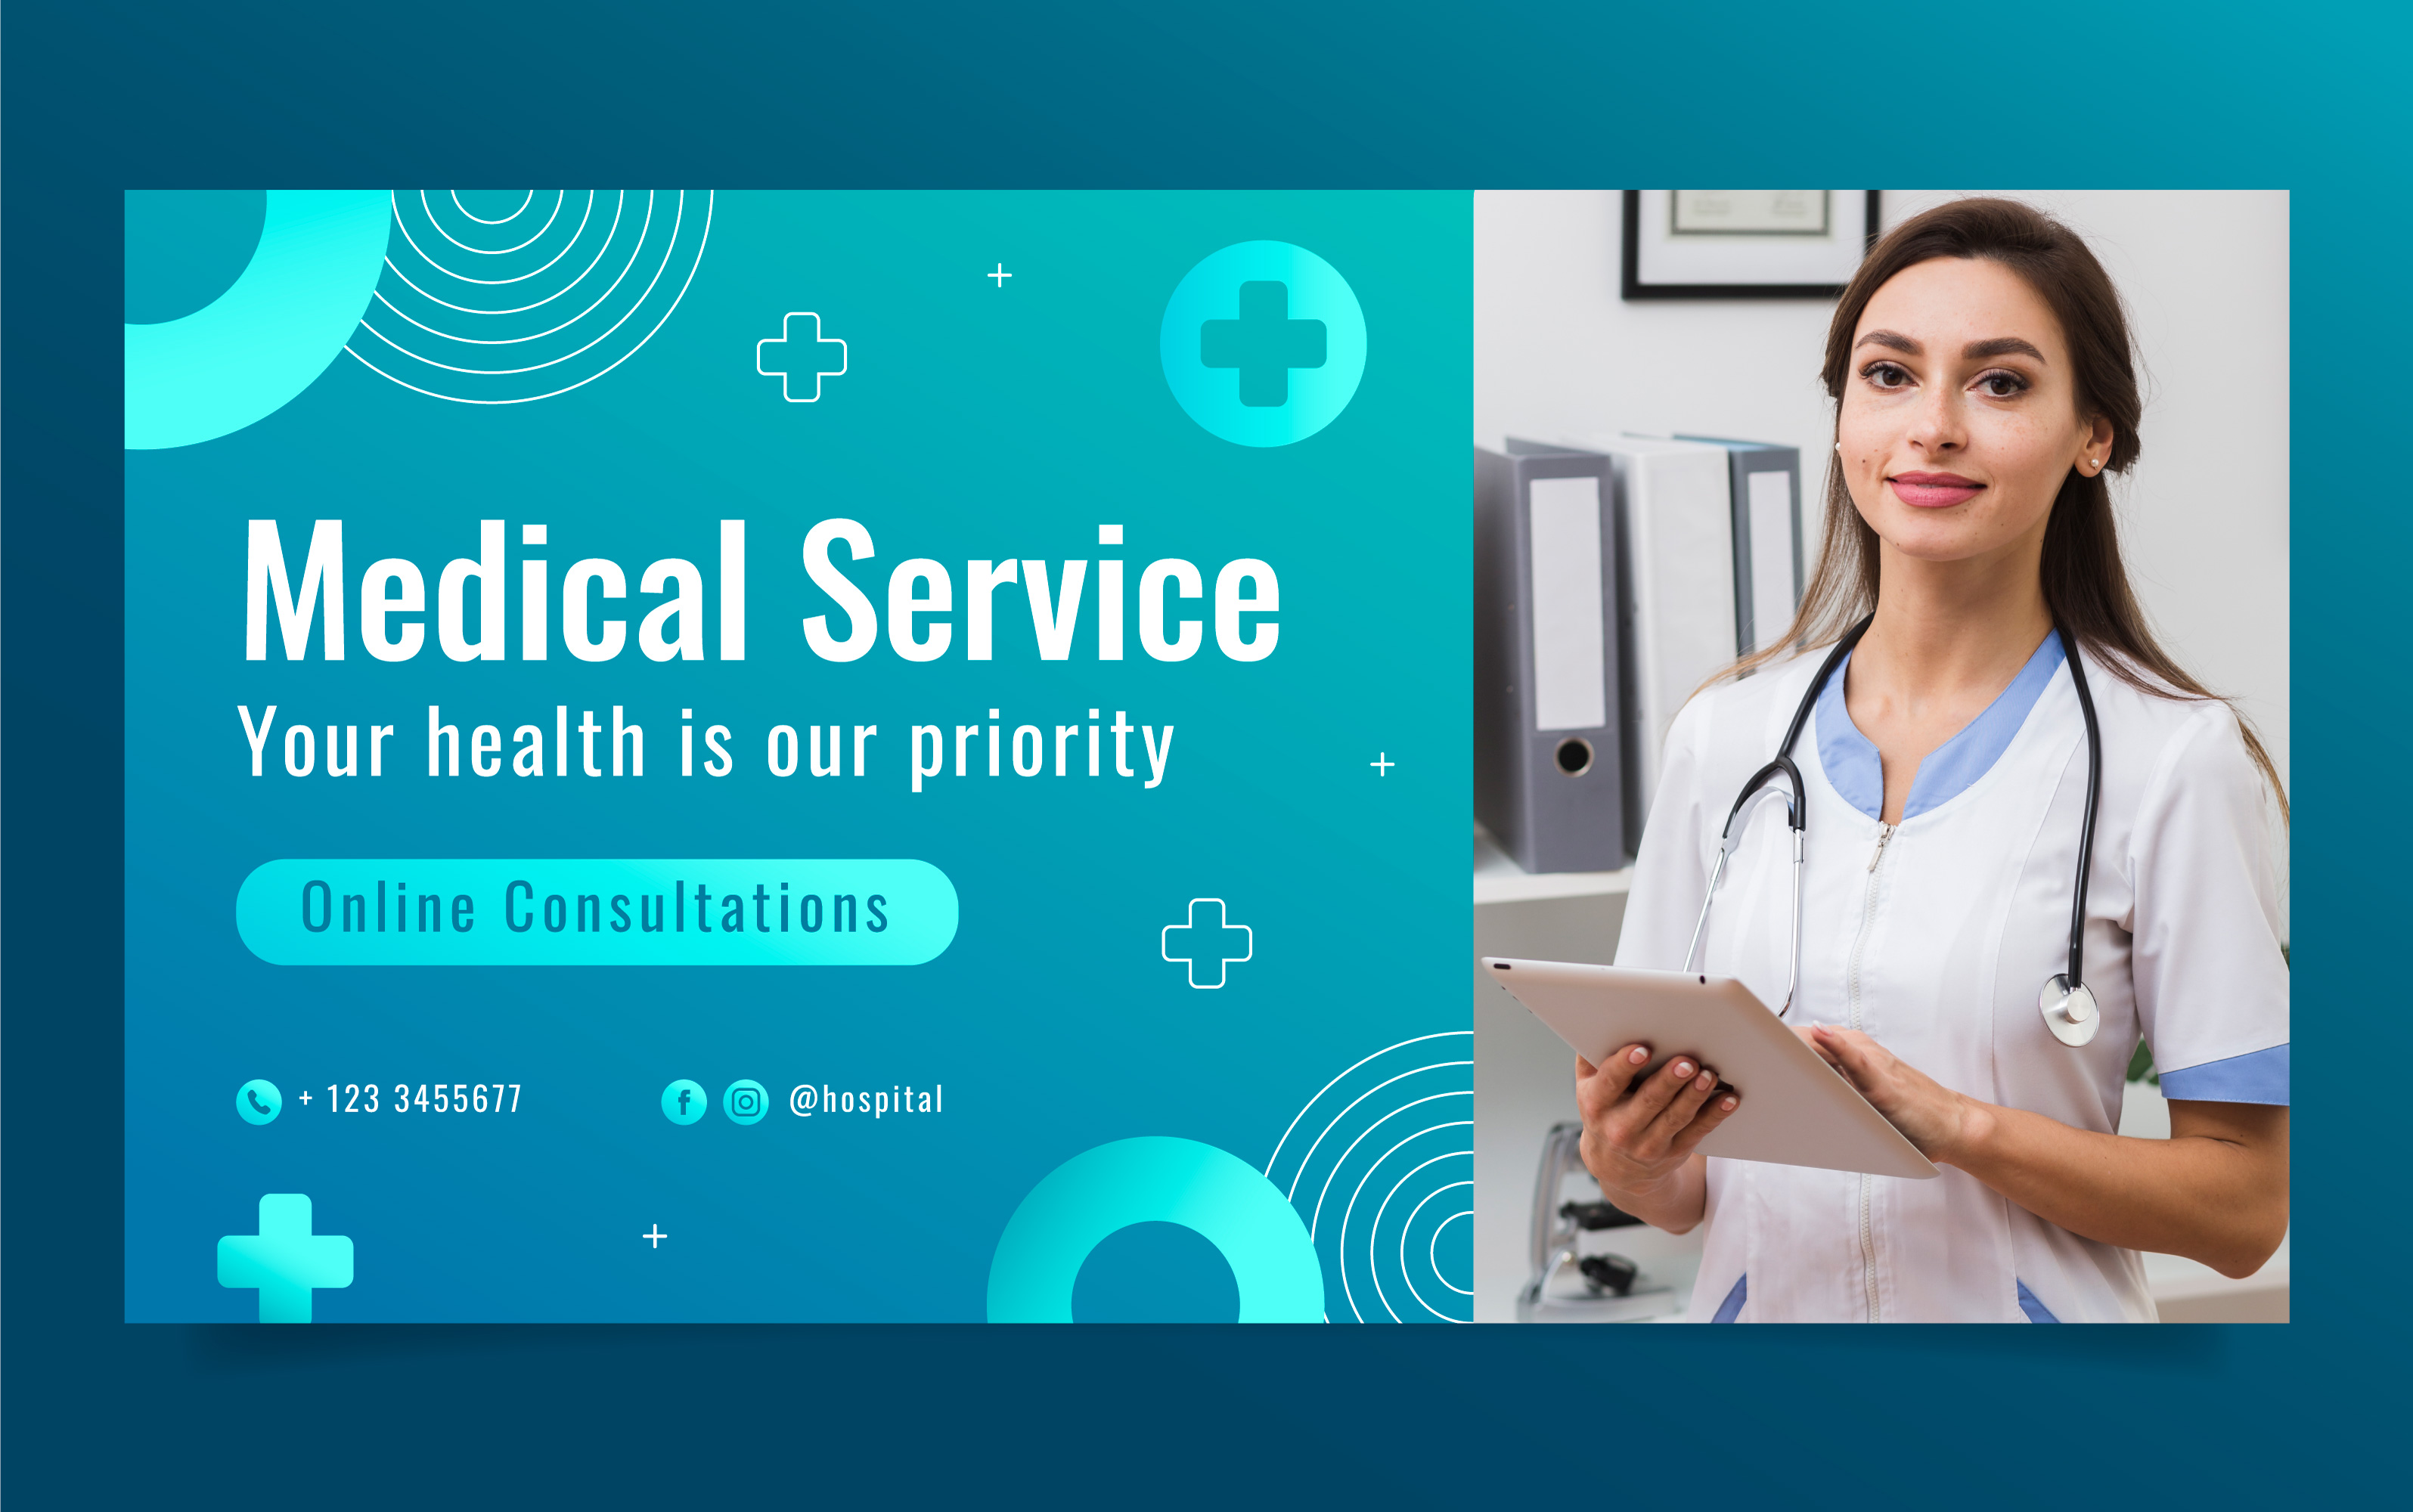 Medical Service
Your health is our priority
Online Consultations
+ 123 3455677
@hospital